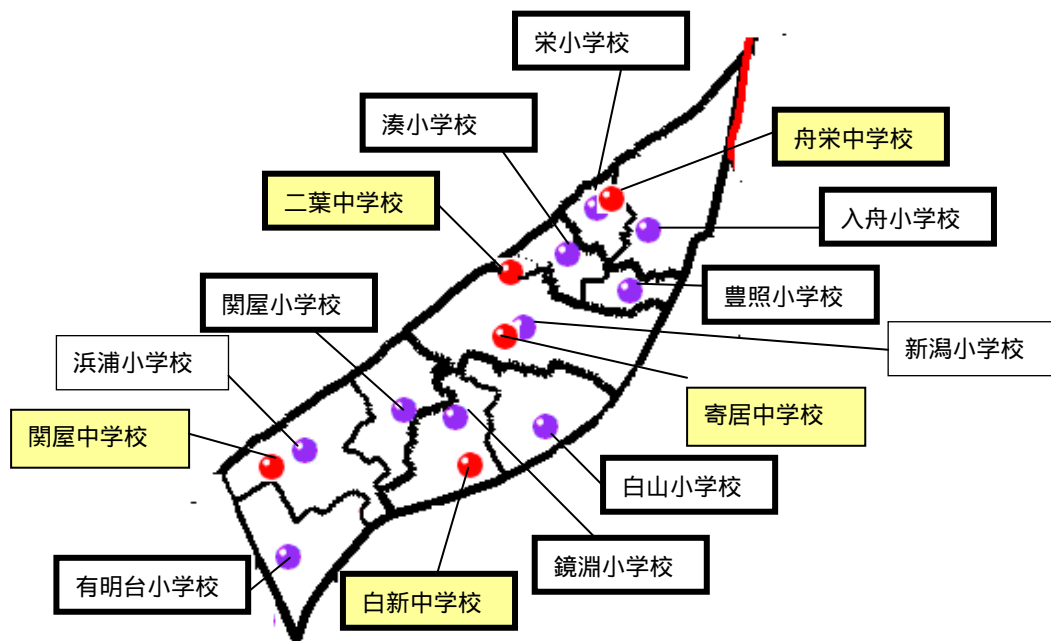 栄小学校
湊小学校
舟栄中学校
二葉中学校
入舟小学校
関屋小学校
豊照小学校
浜浦小学校
新潟小学校
関屋中学校
寄居中学校
白山小学校
鏡淵小学校
有明台小学校
白新中学校